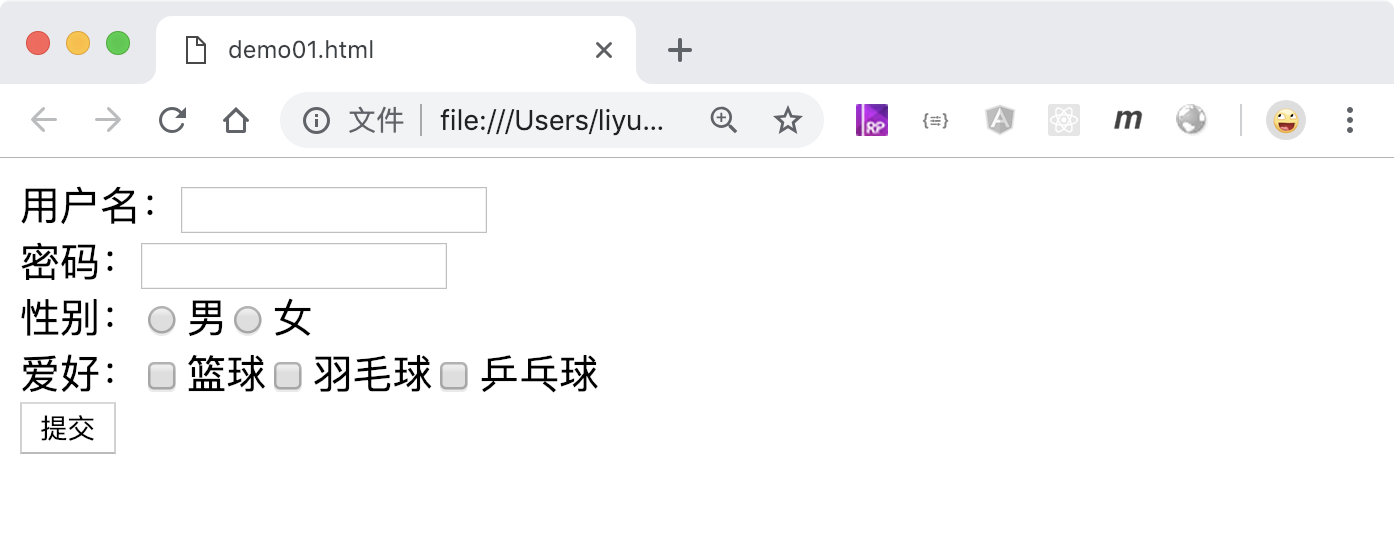 demo01.html
文件 file:///Users/liyu...
RP
m
用户名：
密码：
性别： 男 女
爱好： 篮球 羽毛球 乒乓球
提交